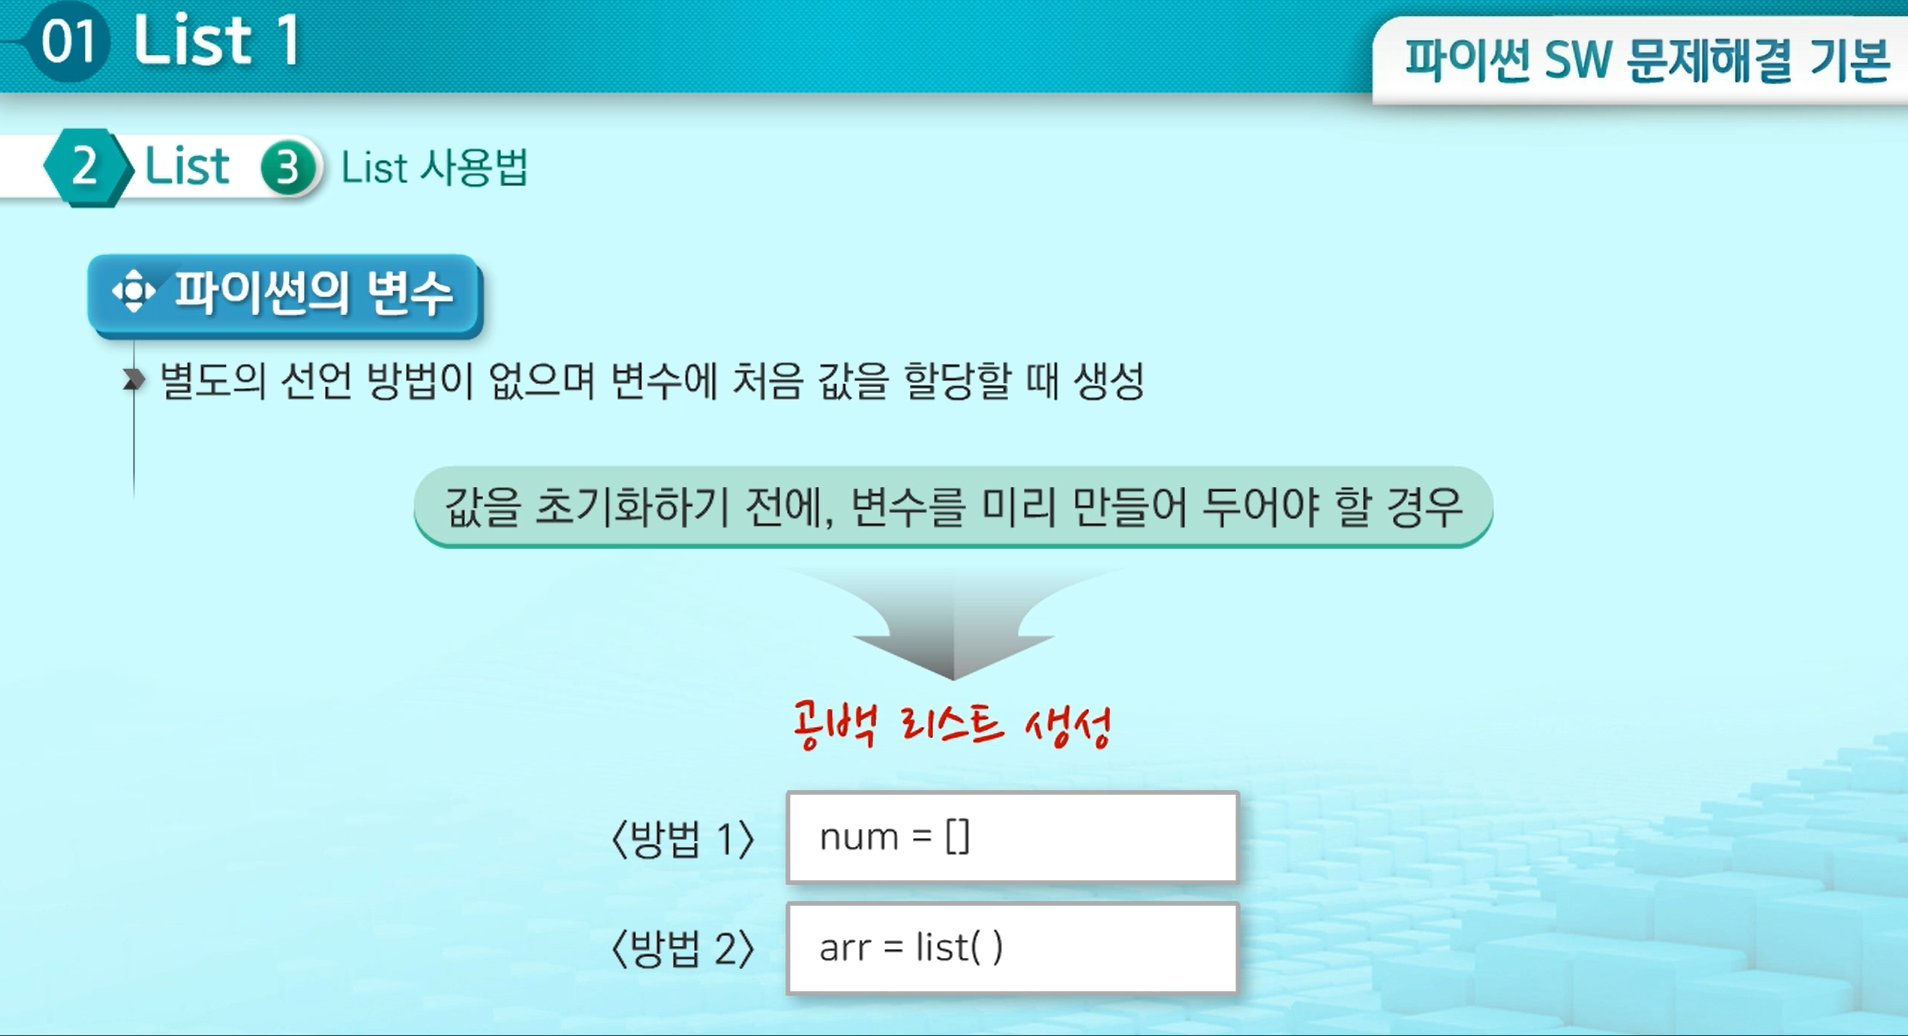 01 List 1
파이썬 SW 문제해결 기본
2 List 3 List 사용법
파이썬의 변수
별도의 선언 방법이 없으며 변수에 처음 값을 할당할 때 생성
값을 초기화하기 전에, 변수를 미리 만들어 두어야 할 경우
공백 리스트 생성
〈방법 1〉 num = []
〈방법 2〉 arr = list( )